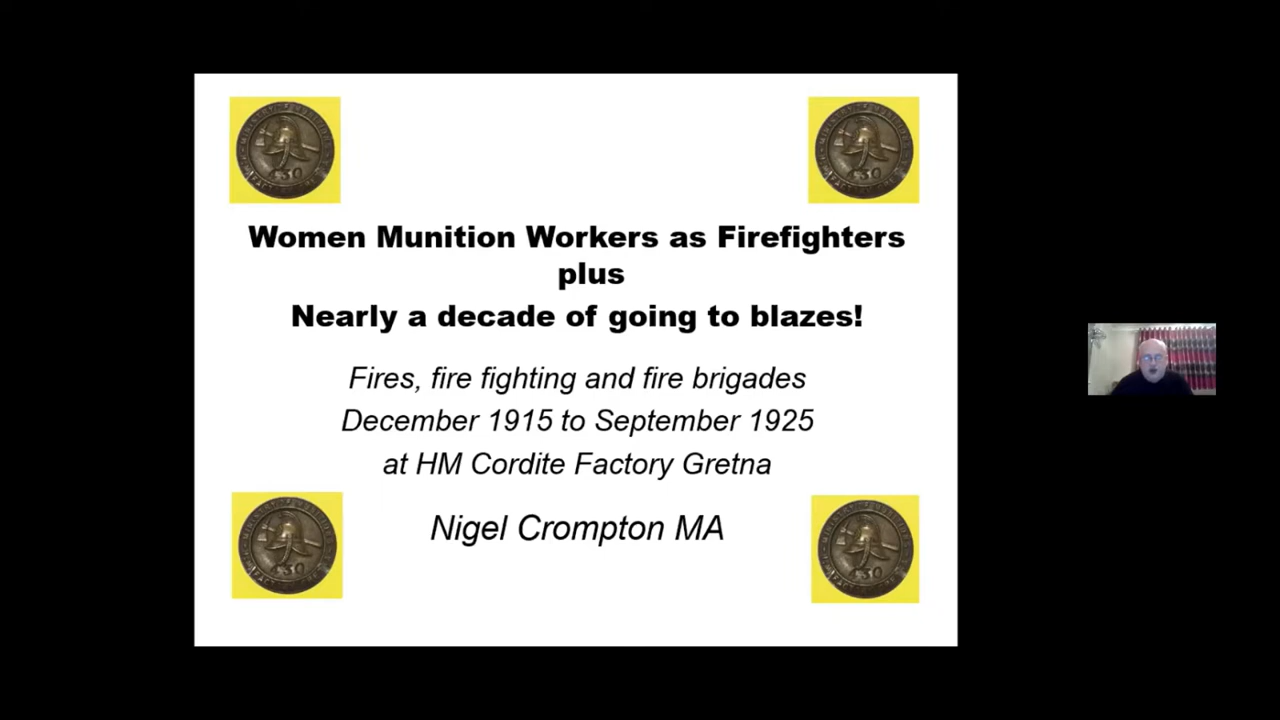 Women Munition Workers as Firefighters
plus
Nearly a decade of going to blazes!
Fires, fire fighting and fire brigades
December 1915 to September 1925
at HM Cordite Factory Gretna
Nigel Crompton MA